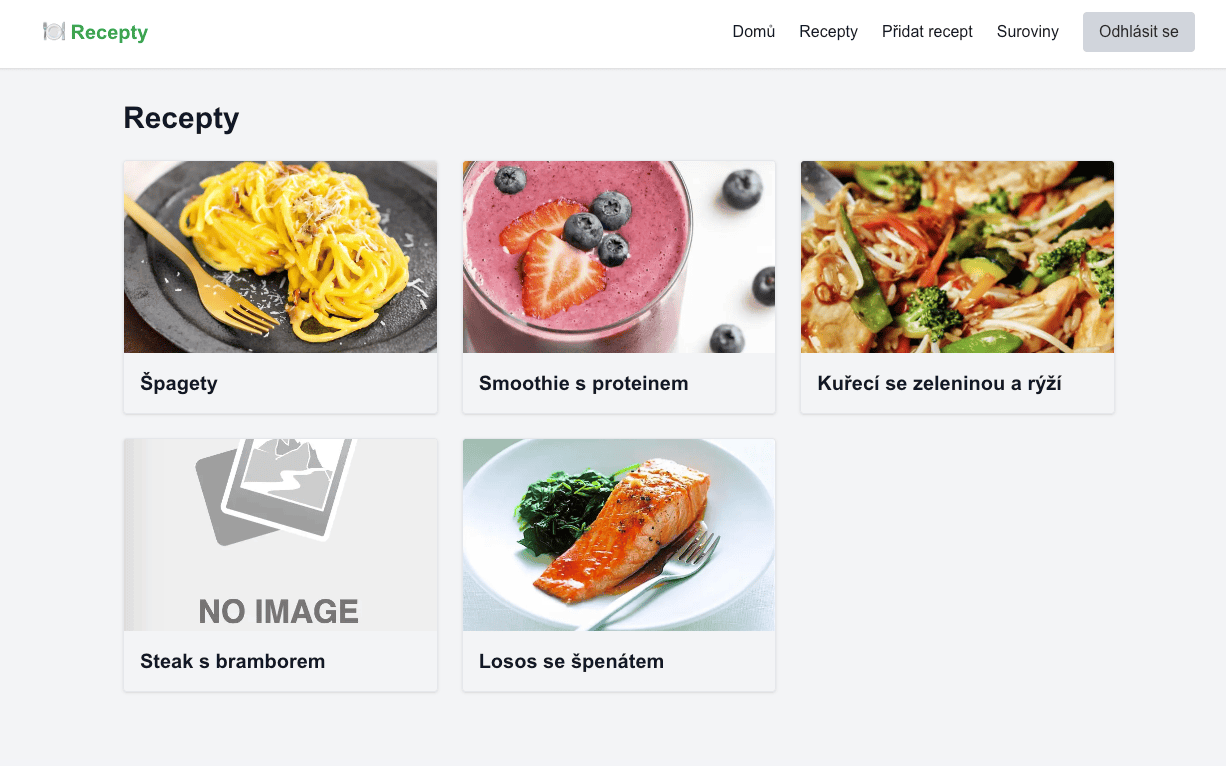 Recepty
Domů
Recepty
Přidat recept
Suroviny
Odhlásit se
Recepty
Špagety
Smoothie s proteinem
Kuřecí se zeleninou a rýží
NO IMAGE
Steak s bramborem
Losos se špenátem